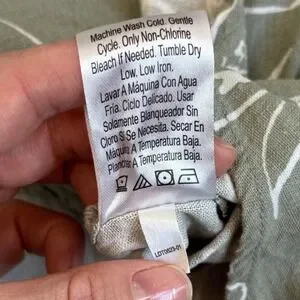 Machine Wash Cold. Gentle
Cycle. Only Non-Chlorine
Bleach If Needed. Tumble Dry
Low. Low Iron.
Lavar A Máquina Con Agua
Fría. Ciclo Delicado. Usar
Solamente Blanqueador Sin
Cloro Si Se Necesita. Secar En
Máquina A Temperatura Baja.
Planchar A Temperatura Baja.
LDT0823-01